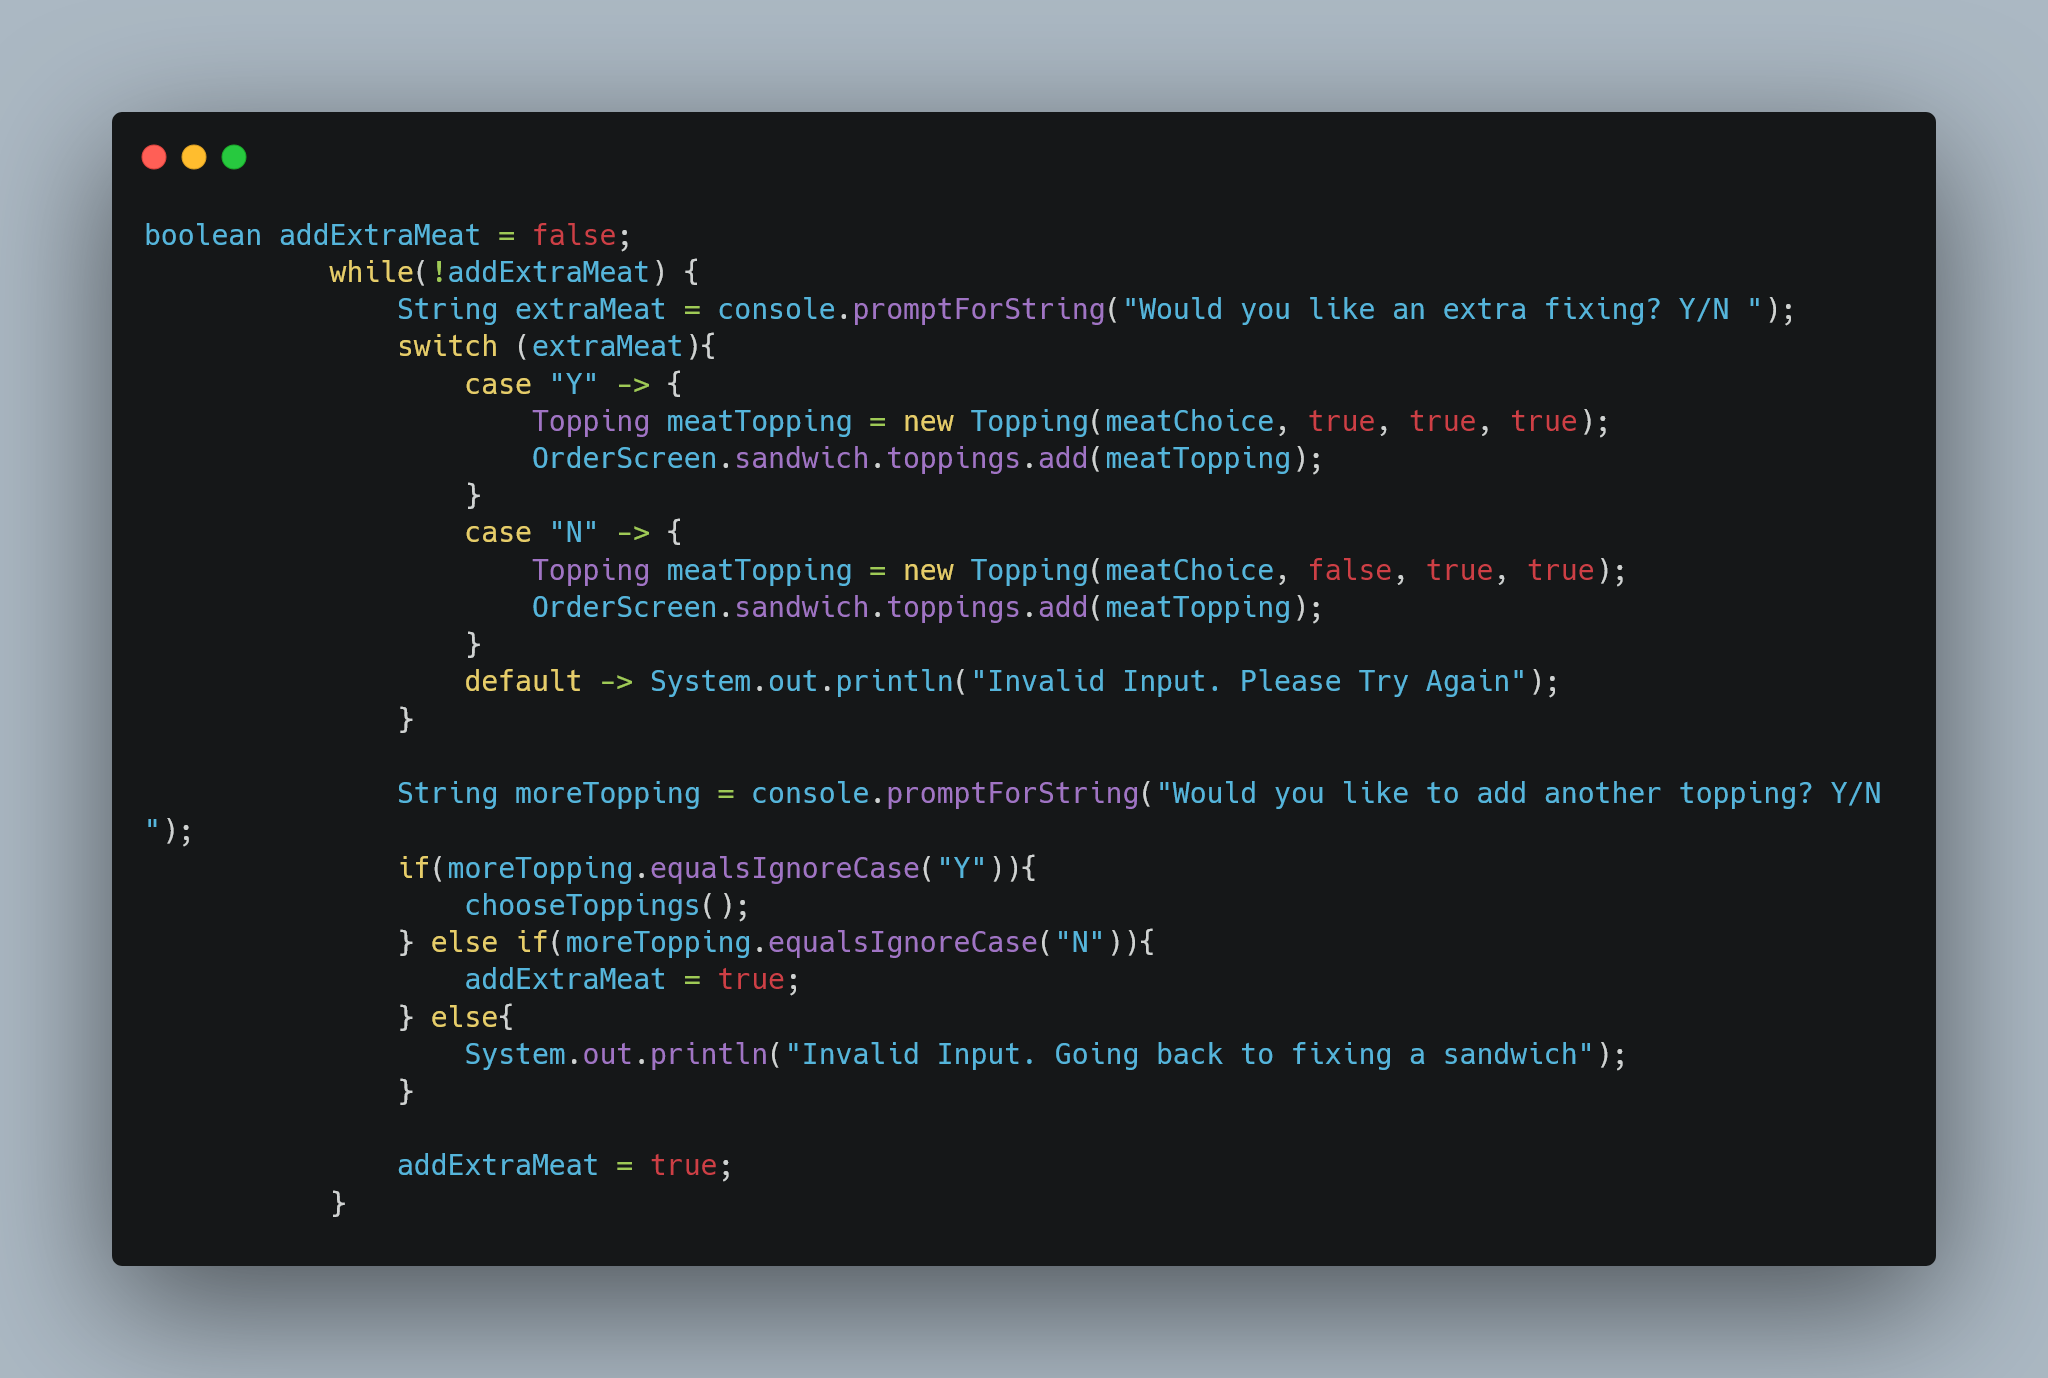 boolean addExtraMeat = false;
           while(!addExtraMeat) {
               String extraMeat = console.promptForString("Would you like an extra fixing? Y/N ");
               switch (extraMeat){
                   case "Y" -> {
                       Topping meatTopping = new Topping(meatChoice, true, true, true);
                       OrderScreen.sandwich.toppings.add(meatTopping);
                   }
                   case "N" -> {
                       Topping meatTopping = new Topping(meatChoice, false, true, true);
                       OrderScreen.sandwich.toppings.add(meatTopping);
                   }
                   default -> System.out.println("Invalid Input. Please Try Again");
               }

               String moreTopping = console.promptForString("Would you like to add another topping? Y/N
");
               if(moreTopping.equalsIgnoreCase("Y")){
                   chooseToppings();
               } else if(moreTopping.equalsIgnoreCase("N")){
                   addExtraMeat = true;
               } else{
                   System.out.println("Invalid Input. Going back to fixing a sandwich");
               }

               addExtraMeat = true;
           }